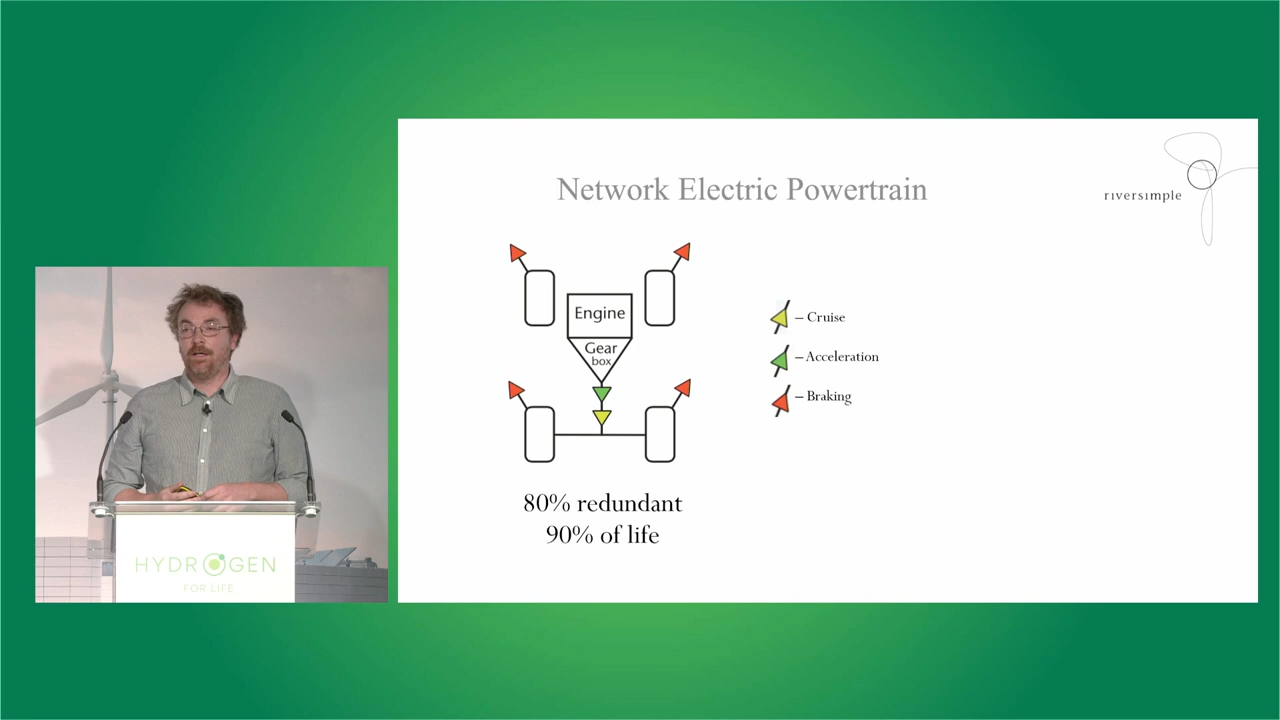 Network Electric Powertrain
riversimple
Engine
Gear
box
– Cruise
– Acceleration
– Braking
80% redundant
90% of life
HYDROGEN
FOR LIFE